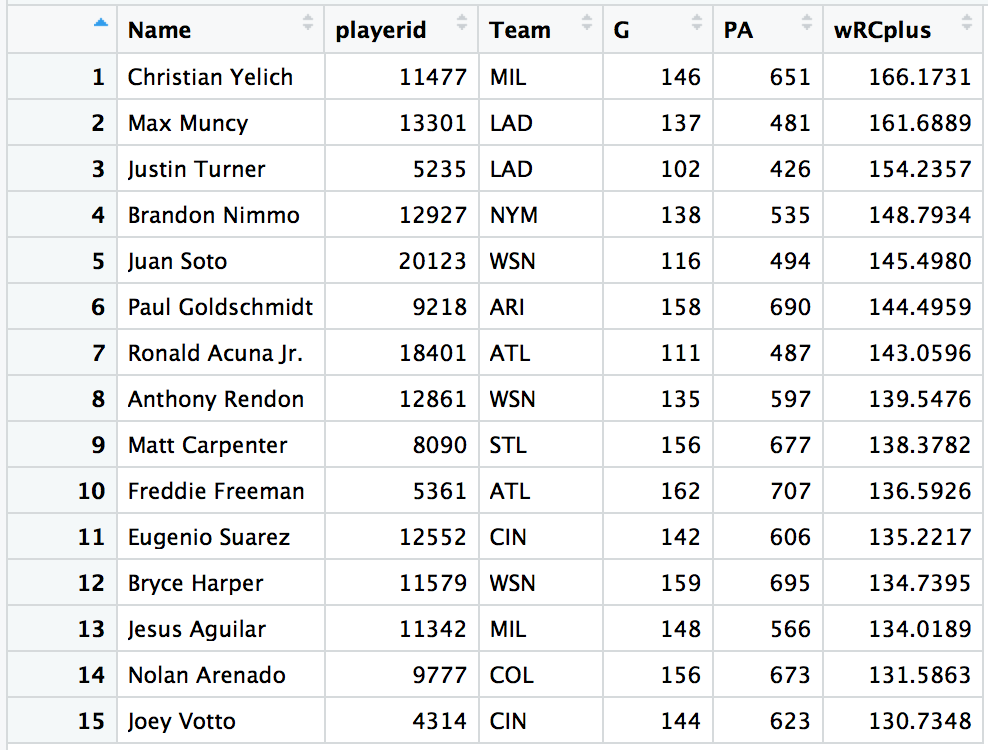 Name playerid Team G PA wRCplus
1 Christian Yelich 11477 MIL 146 651 166.1731
2 Max Muncy 13301 LAD 137 481 161.6889
3 Justin Turner 5235 LAD 102 426 154.2357
4 Brandon Nimmo 12927 NYM 138 535 148.7934
5 Juan Soto 20123 WSN 116 494 145.4980
6 Paul Goldschmidt 9218 ARI 158 690 144.4959
7 Ronald Acuna Jr. 18401 ATL 111 487 143.0596
8 Anthony Rendon 12861 WSN 135 597 139.5476
9 Matt Carpenter 8090 STL 156 677 138.3782
10 Freddie Freeman 5361 ATL 162 707 136.5926
11 Eugenio Suarez 12552 CIN 142 606 135.2217
12 Bryce Harper 11579 WSN 159 695 134.7395
13 Jesus Aguilar 11342 MIL 148 566 134.0189
14 Nolan Arenado 9777 COL 156 673 131.5863
15 Joey Votto 4314 CIN 144 623 130.7348